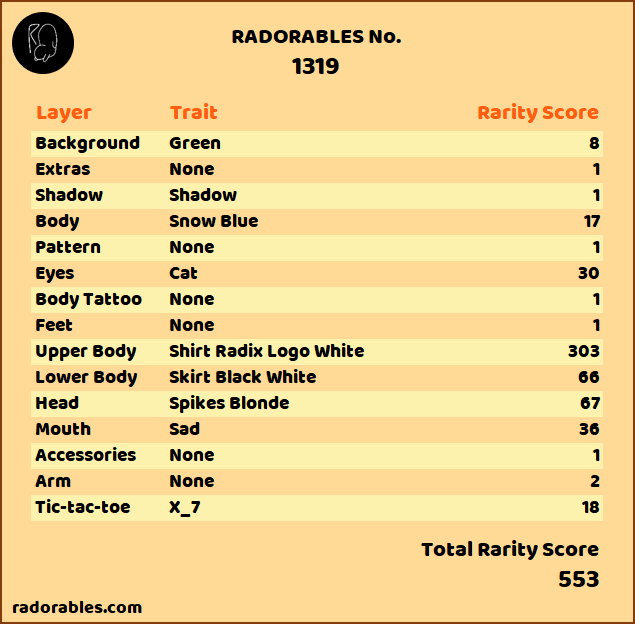 RADORABLES No.
1319
Layer Trait Rarity Score
Background Green 8
Extras None 1
Shadow Shadow 1
Body Snow Blue 17
Pattern None 1
Eyes Cat 30
Body Tattoo None 1
Feet None 1
Upper Body Shirt Radix Logo White 303
Lower Body Skirt Black White 66
Head Spikes Blonde 67
Mouth Sad 36
Accessories None 1
Arm None 2
Tic-tac-toe X_7 18
Total Rarity Score
553
radorables.com